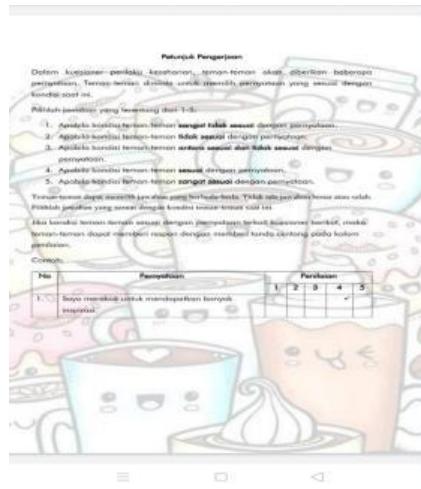 Petunjuk Pengerjaan
Dalam kuesioner perilaku kesehatan, teman-teman akan diberikan beberapa
pernyataan. Teman-teman diminta untuk memilih pernyataan yang sesuai dengan
kondisi saat ini.
Pilihlah penilaian yang terentang dari 1-5:
1. Apabila kondisi teman-teman sangat tidak sesuai dengan pernyataan.
2. Apabila kondisi teman-teman tidak sesuai dengan pernyataan.
3. Apabila kondisi teman-teman antara sesuai dan tidak sesuai dengan
pernyataan.
4. Apabila kondisi teman-teman sesuai dengan pernyataan.
5. Apabila kondisi teman-teman sangat sesuai dengan pernyataan.
Teman-teman dapat memilih jawaban yang berbeda-beda. Tidak ada jawaban benar atau salah.
Pilihlah jawaban yang sesuai dengan kondisi teman-teman saat ini
Jika kondisi teman-teman sesuai dengan pernyataan terkait kuesioner berikut, maka
teman-teman dapat memberi respon dengan memberi tanda centang pada kolom
penilaian.
Contoh:
No Pernyataan Penilaian
1 2 3 4 5
1. Saya merokok untuk mendapatkan banyak ✓
inspirasi